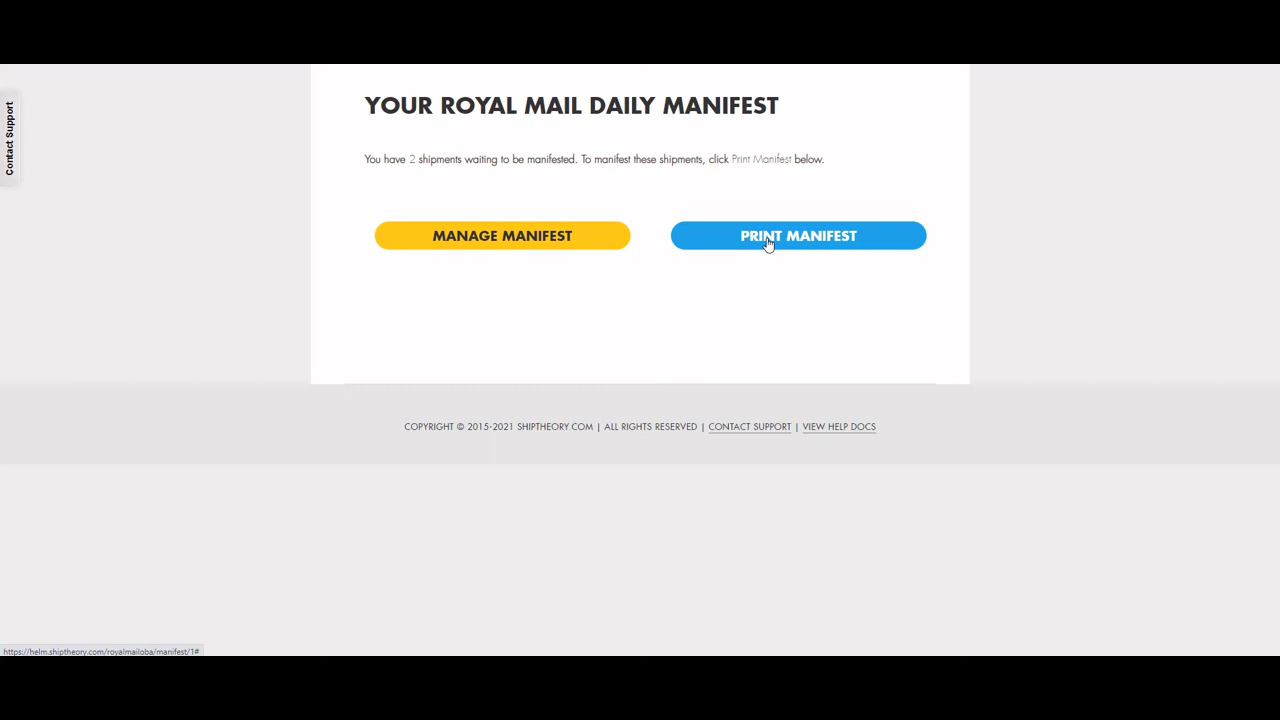 Contact Support
YOUR ROYAL MAIL DAILY MANIFEST
You have 2 shipments waiting to be manifested. To manifest these shipments, click Print Manifest below.
MANAGE MANIFEST
PRINT MANIFEST
COPYRIGHT © 2015-2021 SHIPTHEORY.COM | ALL RIGHTS RESERVED | CONTACT SUPPORT | VIEW HELP DOCS
https://helm.shiptheory.com/royalmailoba/manifest/1#